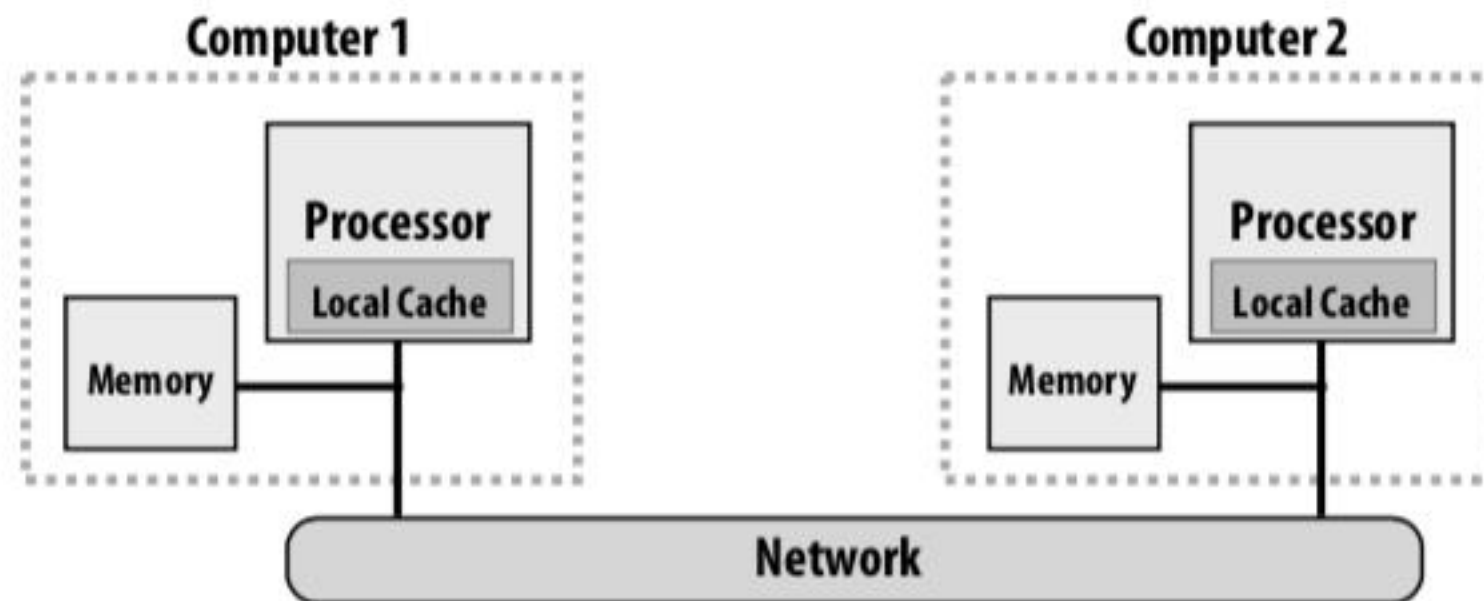 Computer 1
Computer 2
Processor
Local Cache
Memory
Processor
Local Cache
Memory
Network